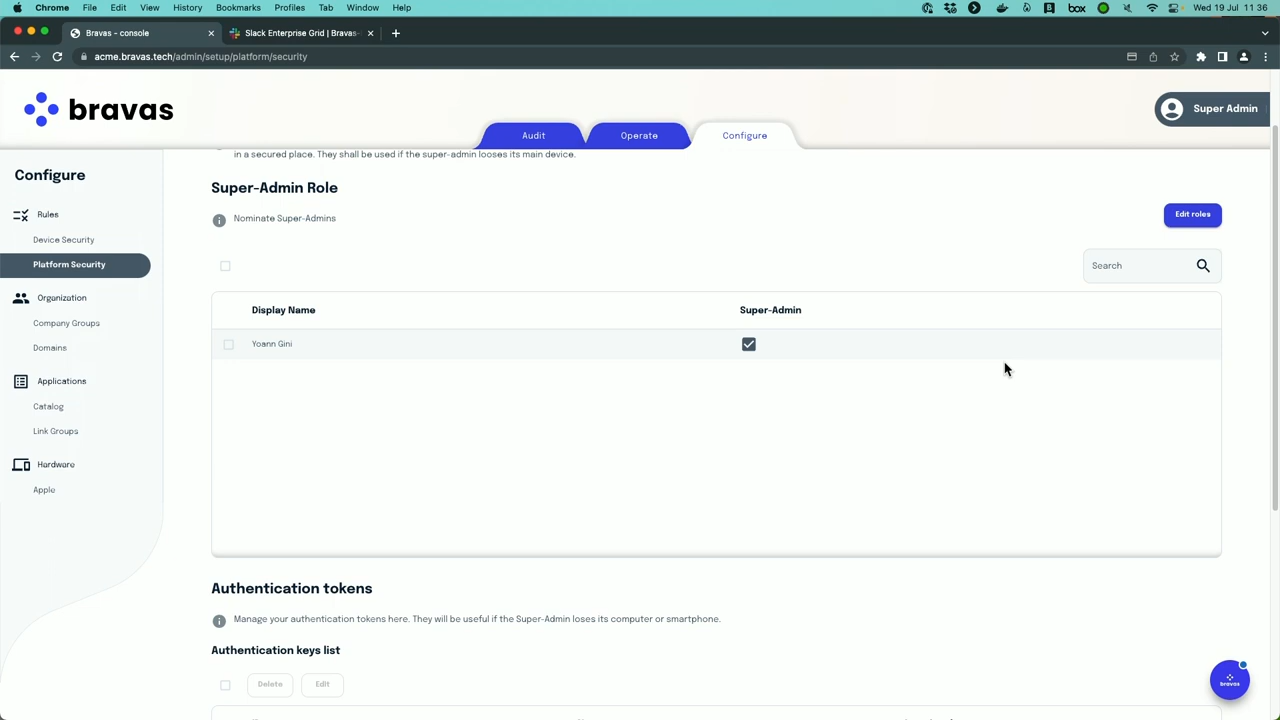 Chrome File Edit View History Bookmarks Profiles Tab Window Help box Wed 19 Jul 11:36
Bravas - console Slack Enterprise Grid | Bravas
acme.bravas.tech/admin/setup/platform/security
bravas
Super Admin
Audit Operate Configure
in a secured place. They shall be used if the super-admin looses its main device.
Configure
Super-Admin Role
Rules
Nominate Super-Admins
Edit roles
Device Security
Platform Security
Search
Organization
Display Name Super-Admin
Company Groups
Yoann Gini
Domains
Applications
Catalog
Link Groups
Hardware
Apple
Authentication tokens
Manage your authentication tokens here. They will be useful if the Super-Admin loses its computer or smartphone.
Authentication keys list
Delete Edit
bravas